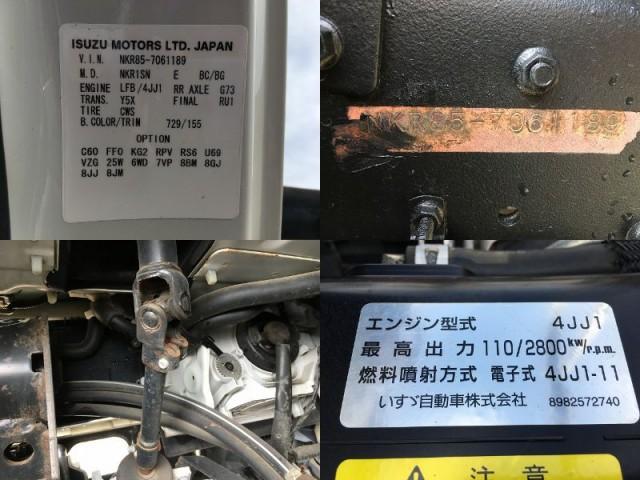 ISUZU MOTORS LTD. JAPAN
V.I.N. NKR85-7061189
M.D. NKR1SN E BC/BG
ENGINE LFB/4JJ1 RR AXLE G73
TRANS. Y5X FINAL RU1
TIRE CWS
B.COLOR/TRIM 729/155
OPTION
C60 FF0 KG2 RPV RS6 U69
VZG 25W 6WD 7VP 8BM 8GJ
8JJ 8JM
NKR85-7061189
エンジン型式 4JJ1
最高出力 110/2800kw/r.p.m.
燃料噴射方式 電子式 4JJ1-11
いすゞ自動車株式会社 8982572740
注意